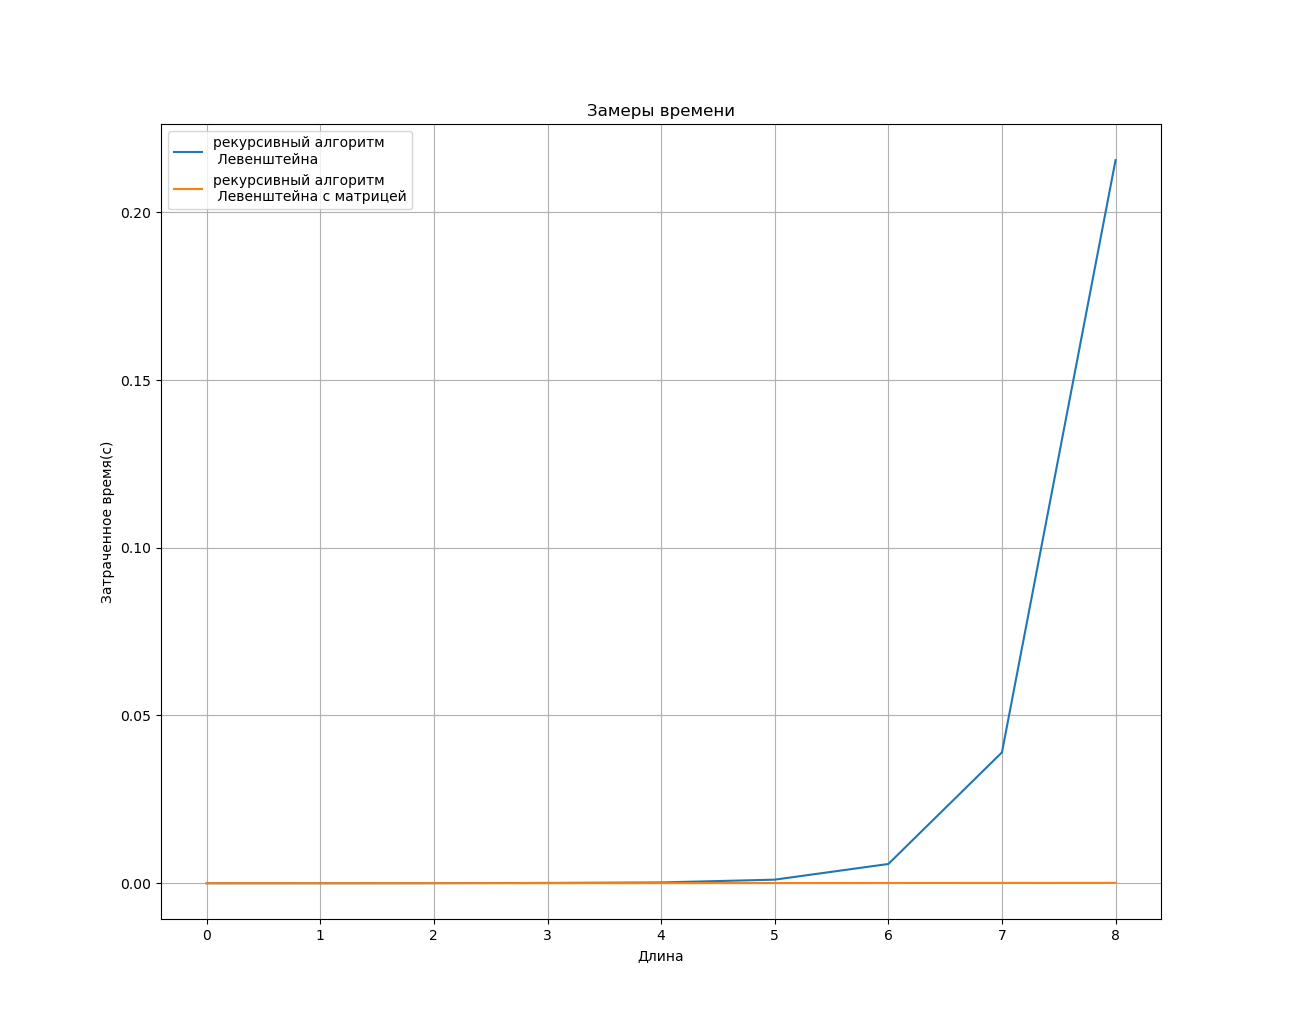 Замеры времени
рекурсивный алгоритм
Левенштейна
рекурсивный алгоритм
Левенштейна с матрицей
0.20
0.15
0.10
0.05
0.00
Затраченное время(с)
0 1 2 3 4 5 6 7 8
Длина